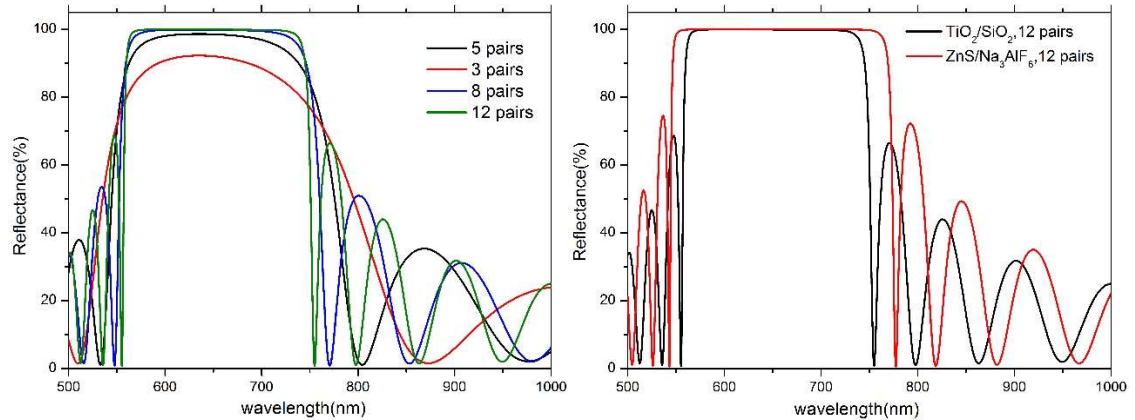 100
80
60
40
20
0
Reflectance(%)
5 pairs
3 pairs
8 pairs
12 pairs
500 600 700 800 900 1000
wavelength(nm)
100
80
60
40
20
0
Reflectance(%)
TiO₂/SiO₂,12 pairs
ZnS/Na₃AlF₆,12 pairs
500 600 700 800 900 1000
wavelength(nm)